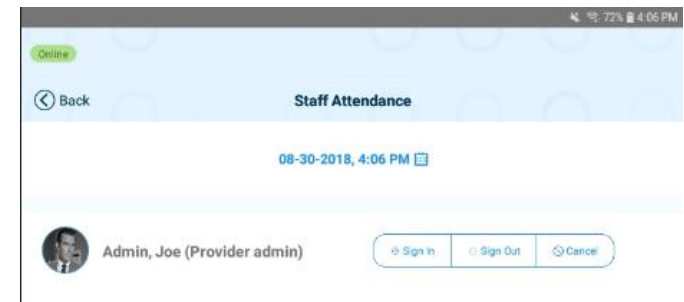 72% 4:06 PM
Online
Back
Staff Attendance
08-30-2018, 4:06 PM
Admin, Joe (Provider admin)
Sign In
Sign Out
Cancel